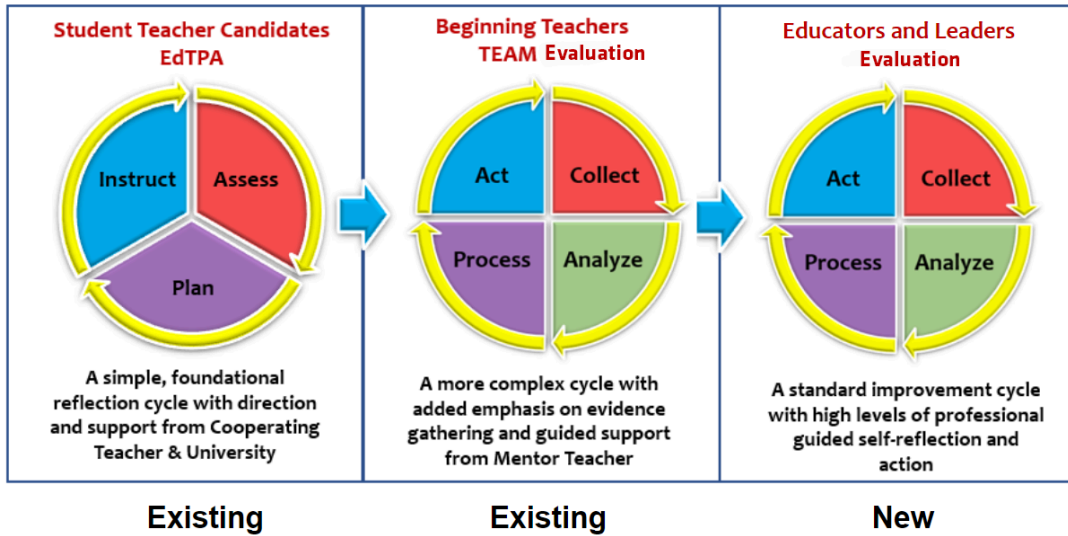 Student Teacher Candidates
EdTPA
Instruct
Assess
Plan
A simple, foundational
reflection cycle with direction
and support from Cooperating
Teacher & University
Existing
Beginning Teachers
TEAM Evaluation
Act
Collect
Process
Analyze
A more complex cycle with
added emphasis on evidence
gathering and guided support
from Mentor Teacher
Existing
Educators and Leaders
Evaluation
Act
Collect
Process
Analyze
A standard improvement cycle
with high levels of professional
guided self-reflection and
action
New